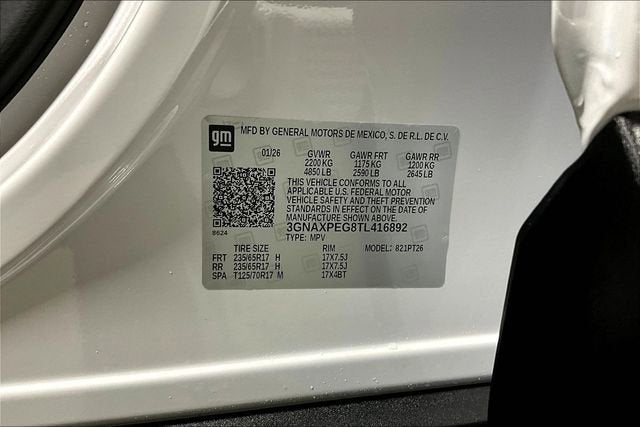 gm MFD BY GENERAL MOTORS DE MEXICO, S. DE R.L. DE C.V.
01/26 GVWR GAWR FRT GAWR RR
2200 KG 1175 KG 1200 KG
4850 LB 2590 LB 2645 LB
THIS VEHICLE CONFORMS TO ALL
APPLICABLE U.S. FEDERAL MOTOR
VEHICLE SAFETY AND THEFT PREVENTION
STANDARDS IN EFFECT ON THE DATE OF
MANUFACTURE SHOWN ABOVE.
3GNAXPEG8TL416892
8624
TYPE: MPV
TIRE SIZE RIM MODEL: 821PT26
FRT 235/65R17 H 17X7.5J
RR 235/65R17 H 17X7.5J
SPA T125/70R17 M 17X4BT